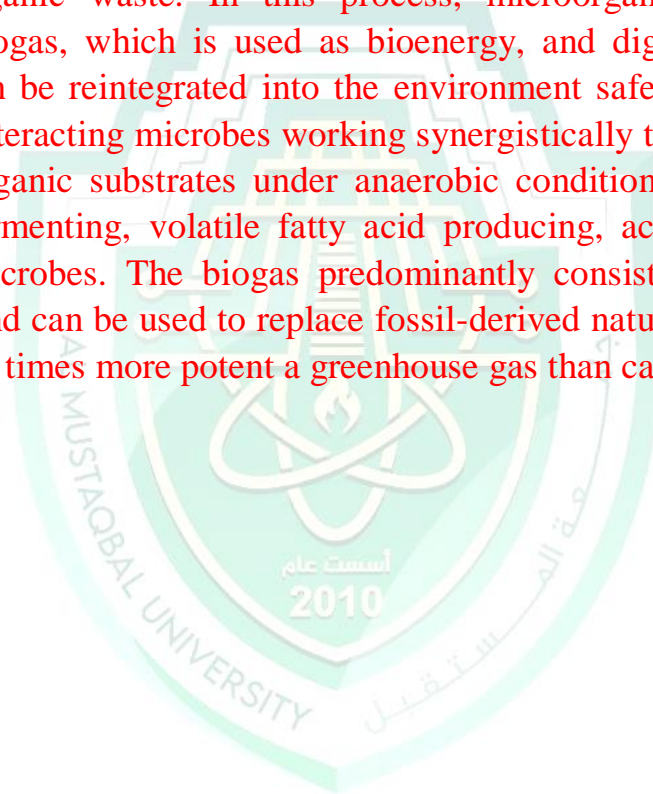 ganic waste. In this process, microorgan
ogas, which is used as bioenergy, and dig
n be reintegrated into the environment safe
teracting microbes working synergistically t
ganic substrates under anaerobic condition
rmenting, volatile fatty acid producing, ac
icrobes. The biogas predominantly consist
nd can be used to replace fossil-derived natu
times more potent a greenhouse gas than ca
A MUSTAQBAL UNIVERSITY
أسست عام
2010